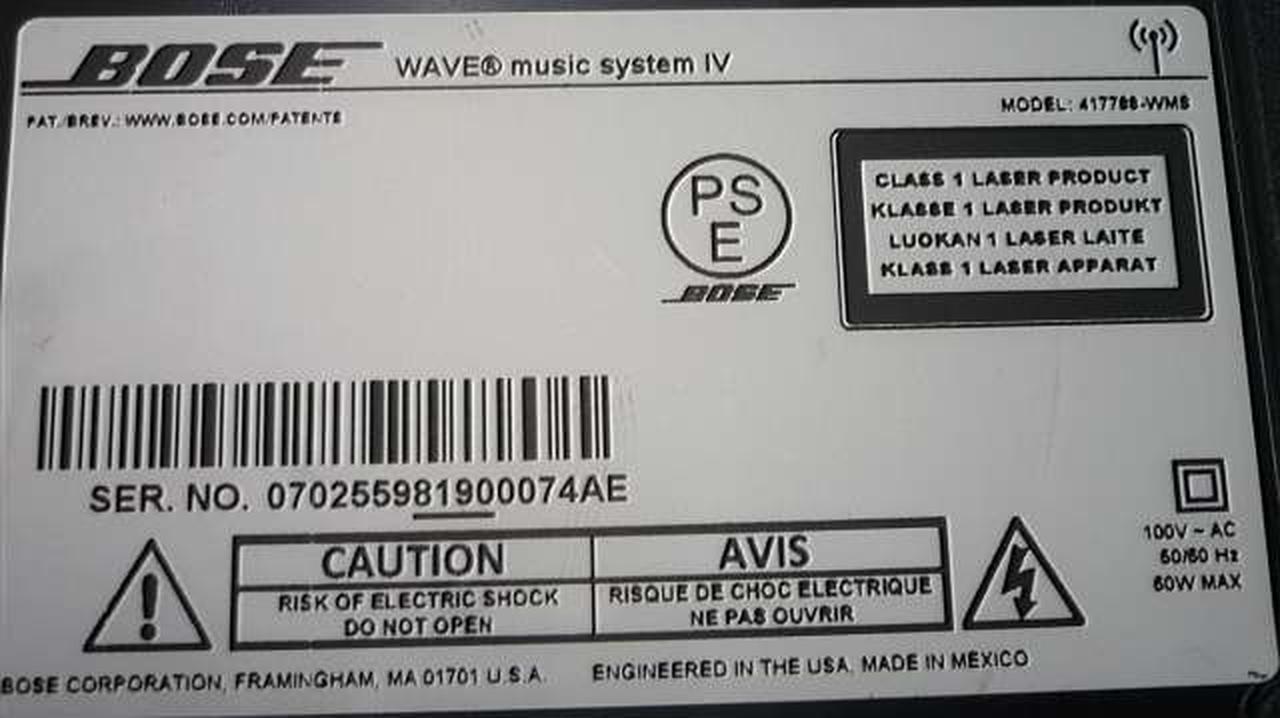 BOSE WAVE® music system IV
PAT./BREV.: WWW.BOSE.COM/PATENTS
MODEL: 417788-WMS
PS
E
BOSE
CLASS 1 LASER PRODUCT
KLASSE 1 LASER PRODUKT
LUOKAN 1 LASER LAITE
KLASS 1 LASER APPARAT
SER. NO. 070255981900074AE
CAUTION
RISK OF ELECTRIC SHOCK
DO NOT OPEN
AVIS
RISQUE DE CHOC ELECTRIQUE
NE PAS OUVRIR
100V ~ AC
50/60 Hz
60W MAX
BOSE CORPORATION, FRAMINGHAM, MA 01701 U.S.A. ENGINEERED IN THE USA, MADE IN MEXICO